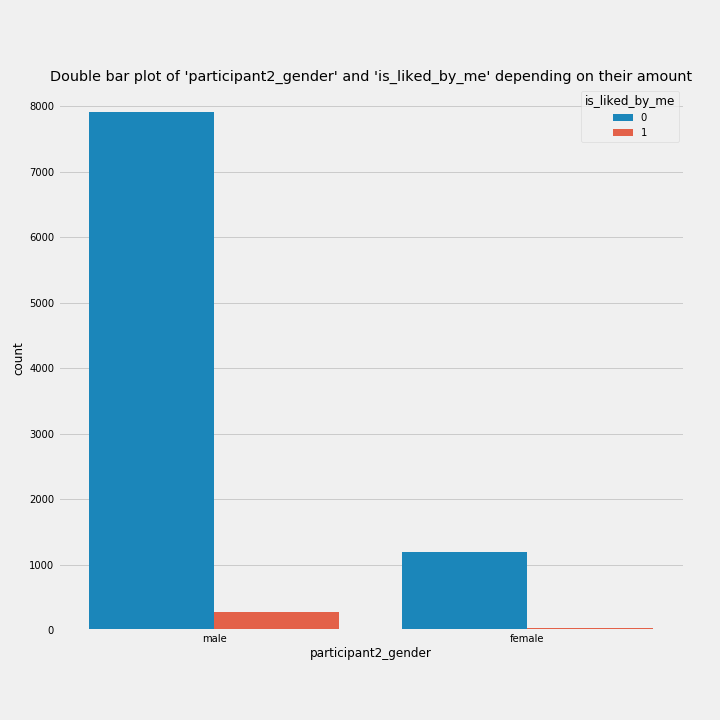 Double bar plot of 'participant2_gender' and 'is_liked_by_me' depending on their amount
is_liked_by_me
0
1
8000
7000
6000
5000
4000
3000
2000
1000
0
count
male
female
participant2_gender